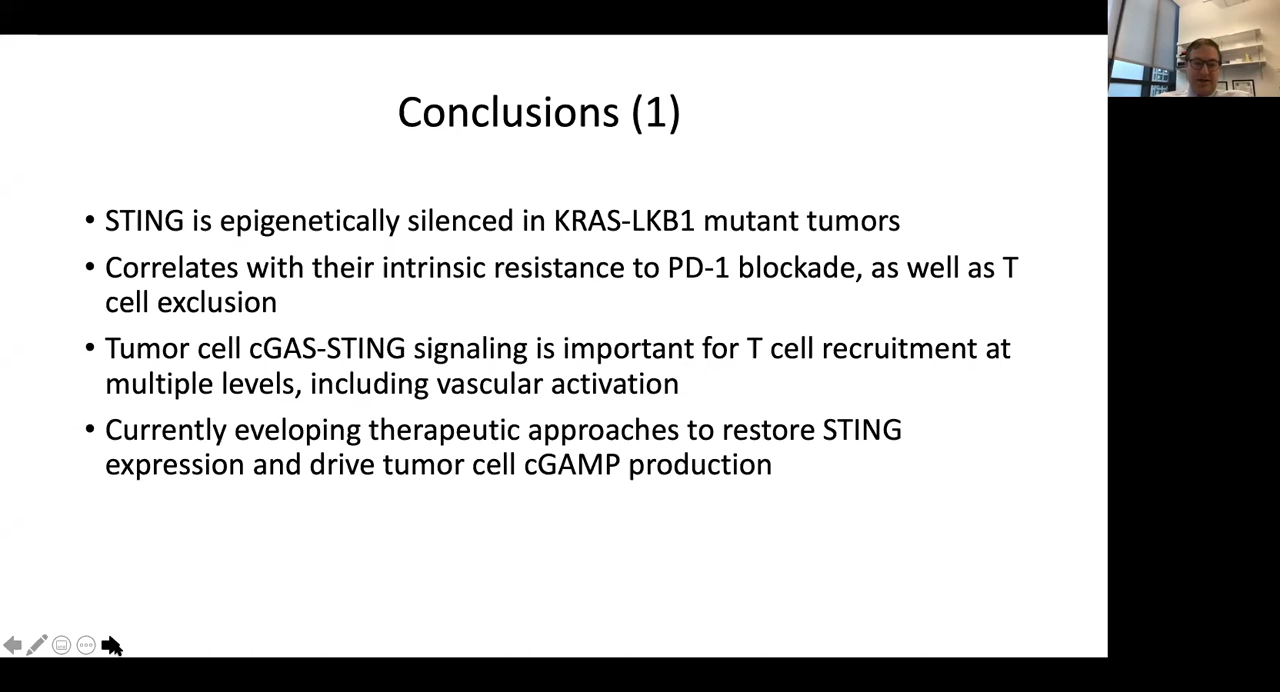 Conclusions (1)
• STING is epigenetically silenced in KRAS-LKB1 mutant tumors
• Correlates with their intrinsic resistance to PD-1 blockade, as well as T
cell exclusion
• Tumor cell cGAS-STING signaling is important for T cell recruitment at
multiple levels, including vascular activation
• Currently eveloping therapeutic approaches to restore STING
expression and drive tumor cell cGAMP production